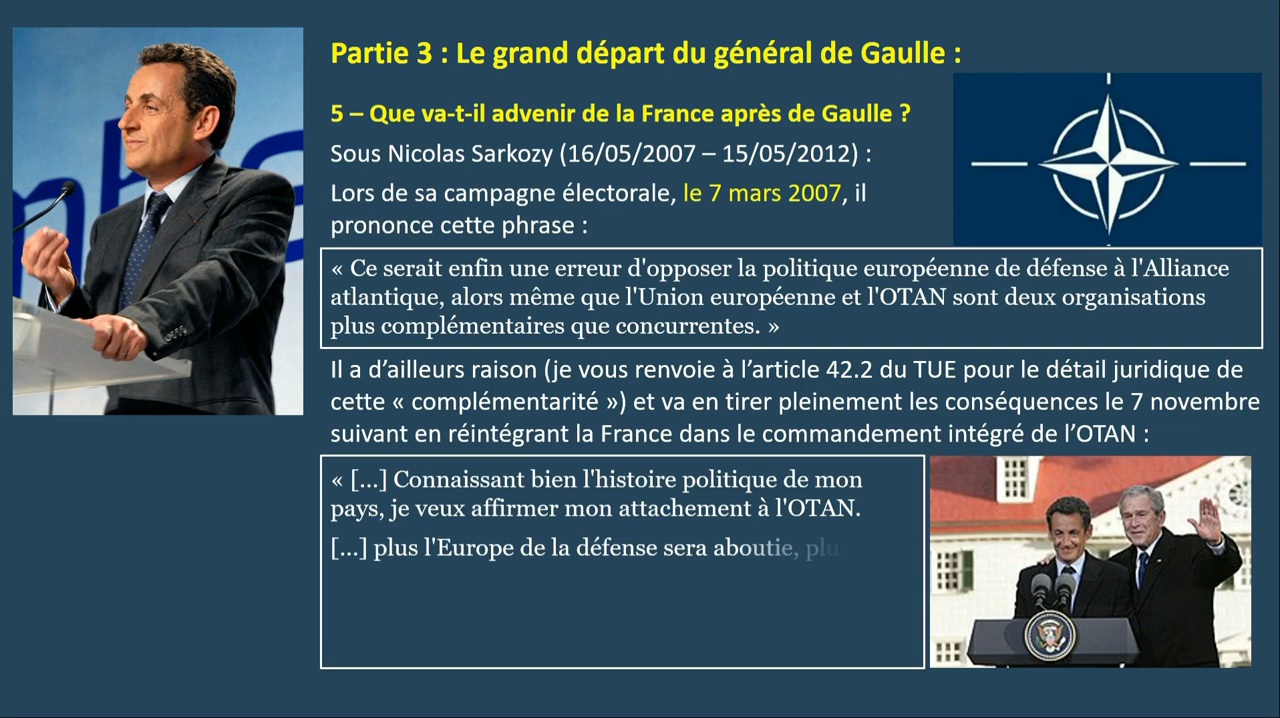 Partie 3 : Le grand départ du général de Gaulle :
5 – Que va-t-il advenir de la France après de Gaulle ?
Sous Nicolas Sarkozy (16/05/2007 – 15/05/2012) :
Lors de sa campagne électorale, le 7 mars 2007, il
prononce cette phrase :
« Ce serait enfin une erreur d'opposer la politique européenne de défense à l'Alliance
atlantique, alors même que l'Union européenne et l'OTAN sont deux organisations
plus complémentaires que concurrentes. »
Il a d’ailleurs raison (je vous renvoie à l’article 42.2 du TUE pour le détail juridique de
cette « complémentarité ») et va en tirer pleinement les conséquences le 7 novembre
suivant en réintégrant la France dans le commandement intégré de l’OTAN :
« [...] Connaissant bien l'histoire politique de mon
pays, je veux affirmer mon attachement à l'OTAN.
[...] plus l'Europe de la défense sera aboutie,